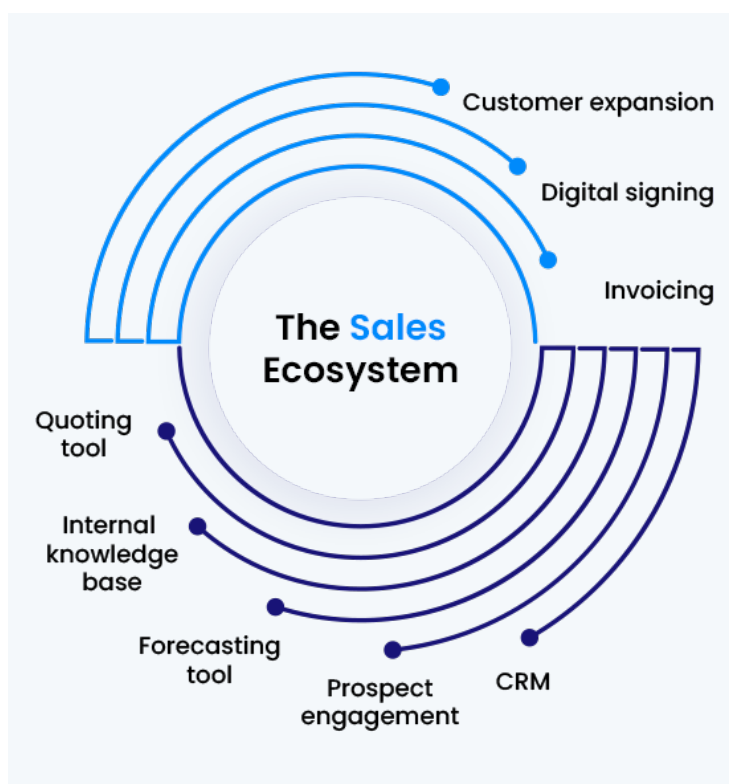 Customer expansion
Digital signing
Invoicing
The Sales
Ecosystem
Quoting
tool
Internal
knowledge
base
Forecasting
tool
Prospect
engagement
CRM